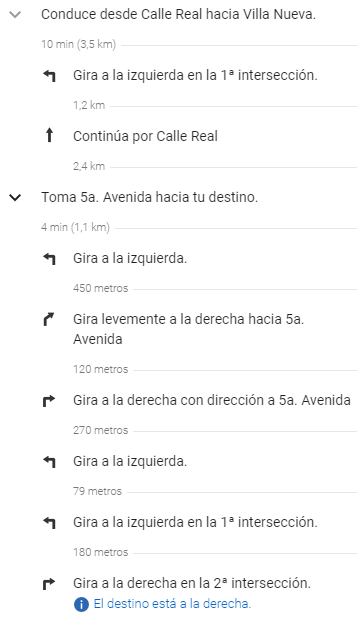 Conduce desde Calle Real hacia Villa Nueva.
10 min (3,5 km)
Gira a la izquierda en la 1ª intersección.
1,2 km
Continúa por Calle Real
2,4 km
Toma 5a. Avenida hacia tu destino.
4 min (1,1 km)
Gira a la izquierda.
450 metros
Gira levemente a la derecha hacia 5a.
Avenida
120 metros
Gira a la derecha con dirección a 5a. Avenida
270 metros
Gira a la izquierda.
79 metros
Gira a la izquierda en la 1ª intersección.
180 metros
Gira a la derecha en la 2ª intersección.
El destino está a la derecha.